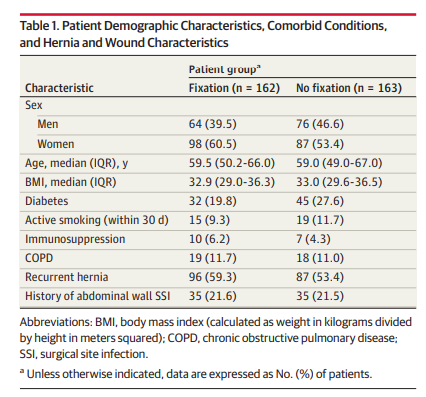 Table 1. Patient Demographic Characteristics, Comorbid Conditions,
and Hernia and Wound Characteristics
Patient groupᵃ
Characteristic Fixation (n = 162) No fixation (n = 163)
Sex
Men 64 (39.5) 76 (46.6)
Women 98 (60.5) 87 (53.4)
Age, median (IQR), y 59.5 (50.2-66.0) 59.0 (49.0-67.0)
BMI, median (IQR) 32.9 (29.0-36.3) 33.0 (29.6-36.5)
Diabetes 32 (19.8) 45 (27.6)
Active smoking (within 30 d) 15 (9.3) 19 (11.7)
Immunosuppression 10 (6.2) 7 (4.3)
COPD 19 (11.7) 18 (11.0)
Recurrent hernia 96 (59.3) 87 (53.4)
History of abdominal wall SSI 35 (21.6) 35 (21.5)
Abbreviations: BMI, body mass index (calculated as weight in kilograms divided
by height in meters squared); COPD, chronic obstructive pulmonary disease;
SSI, surgical site infection.
ᵃ Unless otherwise indicated, data are expressed as No. (%) of patients.